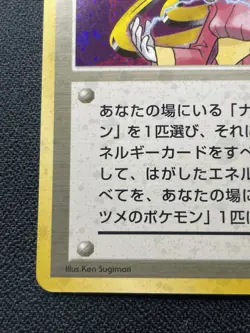 あなたの場にいる「ナ
ン」を1匹選び、それに
ネルギーカードをすべ
して、はがしたエネル
べてを、あなたの場に
ツメのポケモン」1匹
Illus. Ken Sugimori